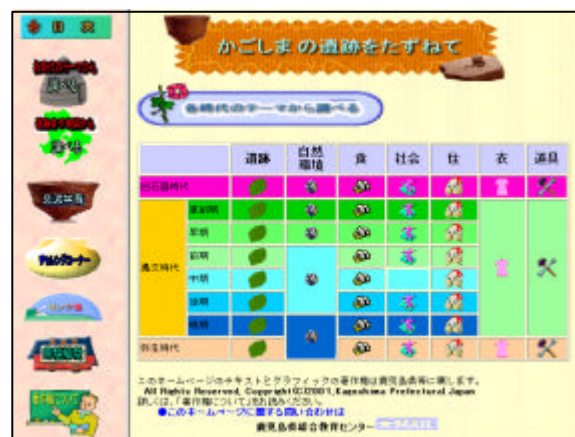 総目次
かごしまの遺跡をたずねて
各時代のテーマから調べる
遺跡 自然環境 食 社会 住 衣 道具
旧石器時代
草創期
早期
前期
縄文時代
中期
後期
晩期
弥生時代
リンク集
このホームページのテキストとグラフィックの著作権は鹿児島県等に属します。
All Rights Reserved, Copyright(C)2001, Kagoshima Prefectural Japan
詳しくは、「著作権について」をお読みください。
●このホームページに関する問い合わせは
鹿児島県総合教育センター